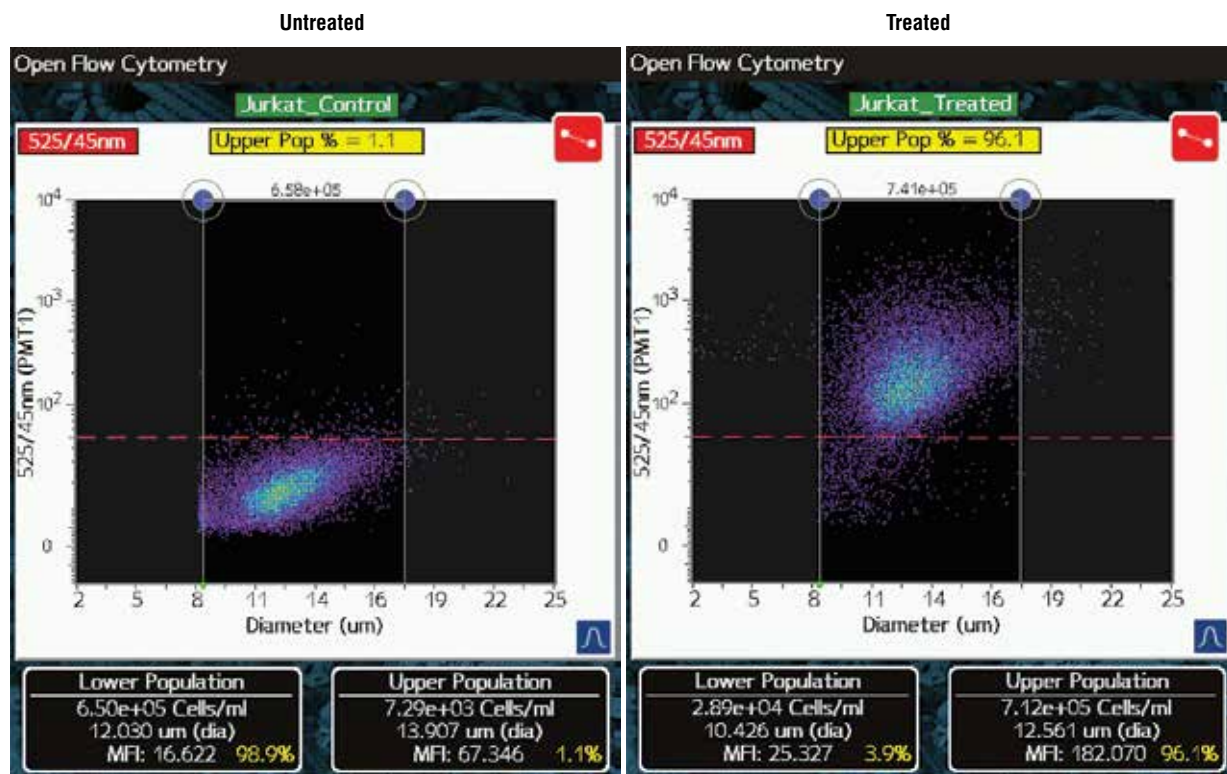 Untreated
Open Flow Cytometry
Jurkat_Control
525/45nm
Upper Pop % = 1.1
6.58e+05
10⁴
10³
10²
0
525/45nm (PMT1)
2 5 8 11 14 16 19 22 25
Diameter (um)
Lower Population
6.50e+05 Cells/ml
12.030 um (dia)
MFI: 16.622 98.9%
Upper Population
7.29e+03 Cells/ml
13.907 um (dia)
MFI: 67.346 1.1%
Treated
Open Flow Cytometry
Jurkat_Treated
525/45nm
Upper Pop % = 96.1
7.41e+05
10⁴
10³
10²
0
525/45nm (PMT1)
2 5 8 11 14 16 19 22 25
Diameter (um)
Lower Population
2.89e+04 Cells/ml
10.426 um (dia)
MFI: 25.327 3.9%
Upper Population
7.12e+05 Cells/ml
12.561 um (dia)
MFI: 182.070 96.1%